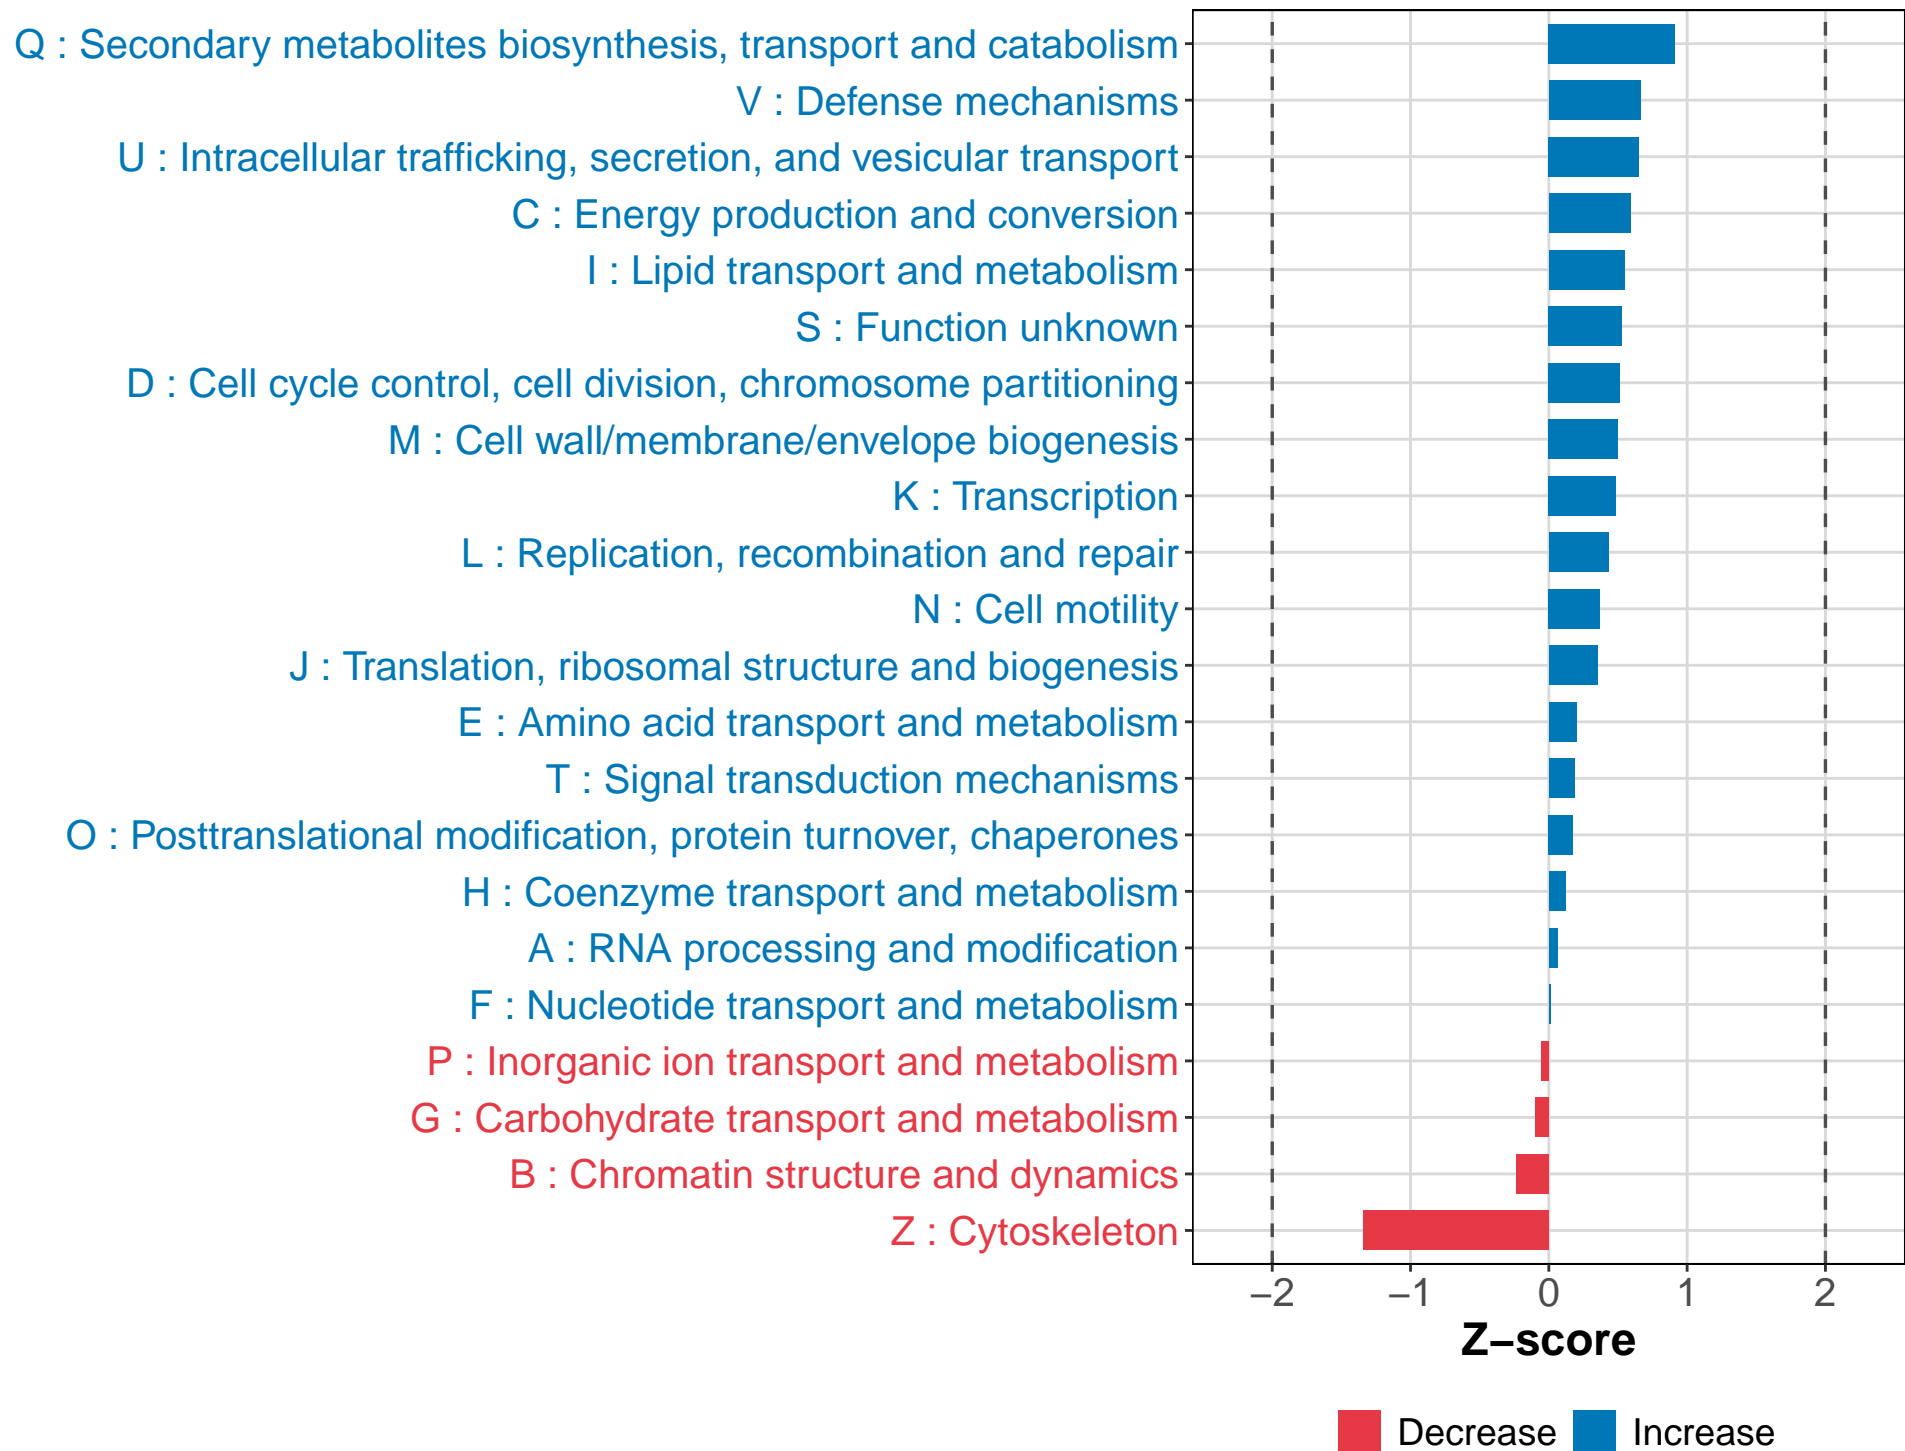 Q : Secondary metabolites biosynthesis, transport and catabolism
V : Defense mechanisms
U : Intracellular trafficking, secretion, and vesicular transport
C : Energy production and conversion
I : Lipid transport and metabolism
S : Function unknown
D : Cell cycle control, cell division, chromosome partitioning
M : Cell wall/membrane/envelope biogenesis
K : Transcription
L : Replication, recombination and repair
N : Cell motility
J : Translation, ribosomal structure and biogenesis
E : Amino acid transport and metabolism
T : Signal transduction mechanisms
O : Posttranslational modification, protein turnover, chaperones
H : Coenzyme transport and metabolism
A : RNA processing and modification
F : Nucleotide transport and metabolism
P : Inorganic ion transport and metabolism
G : Carbohydrate transport and metabolism
B : Chromatin structure and dynamics
Z : Cytoskeleton
−2 −1 0 1 2
Z−score
Decrease Increase